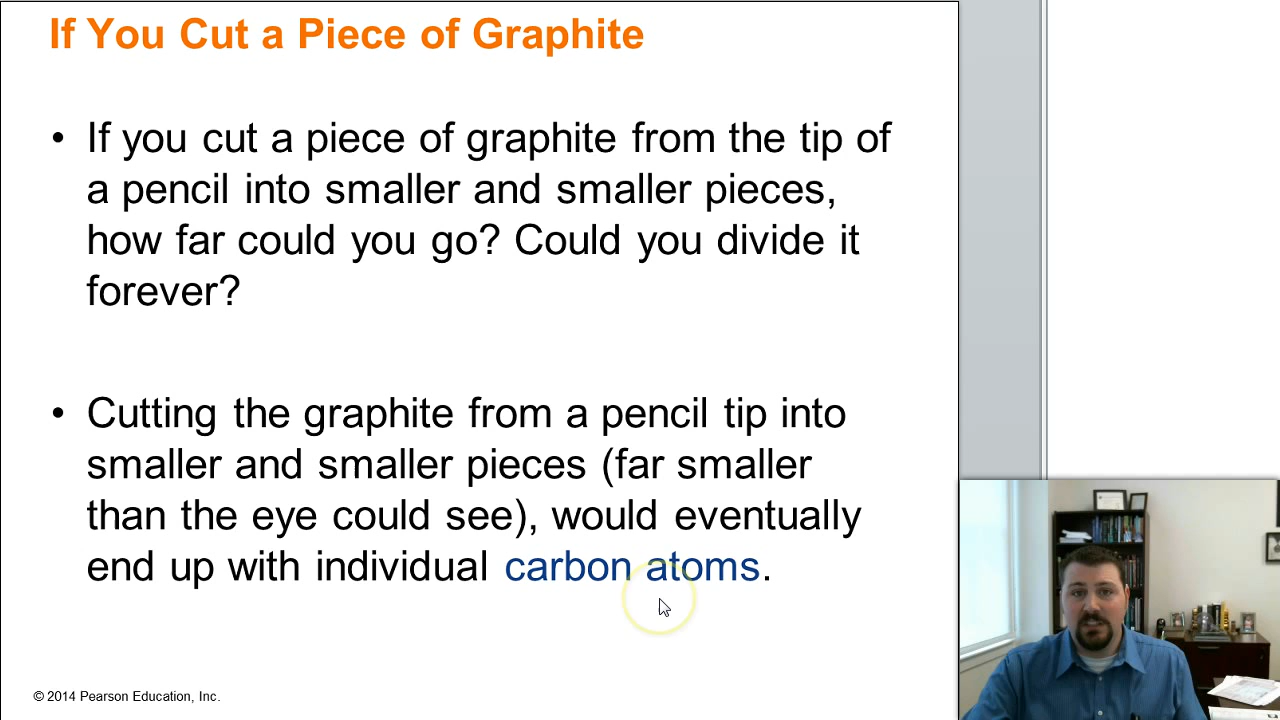 If You Cut a Piece of Graphite
• If you cut a piece of graphite from the tip of
a pencil into smaller and smaller pieces,
how far could you go? Could you divide it
forever?
• Cutting the graphite from a pencil tip into
smaller and smaller pieces (far smaller
than the eye could see), would eventually
end up with individual carbon atoms.
© 2014 Pearson Education, Inc.